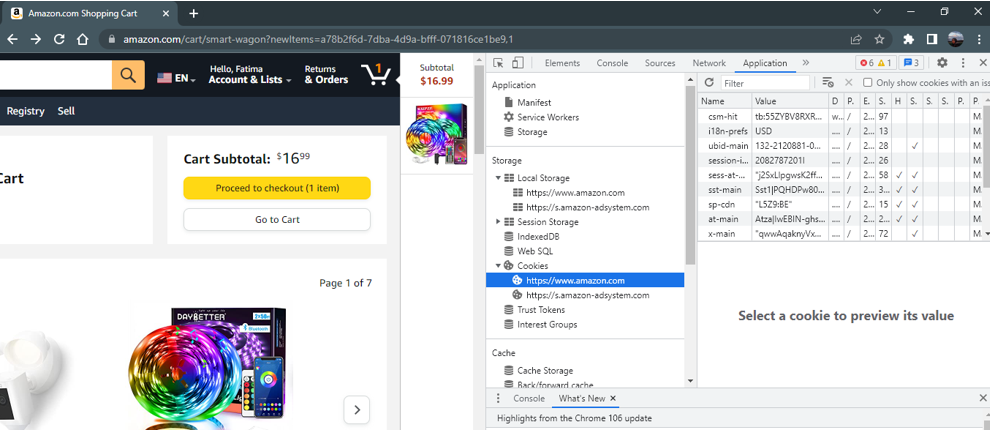 Amazon.com Shopping Cart
amazon.com/cart/smart-wagon?newItems=a78b2f6d-7dba-4d9a-bfff-071816ce1be9,1
EN
Hello, Fatima
Account & Lists
Returns
& Orders
1
Registry Sell
Cart
Cart Subtotal: $16.99
Proceed to checkout (1 item)
Go to Cart
Page 1 of 7
DAYBETTER
Bluetooth
Subtotal
$16.99
Elements Console Sources Network Application » 6 1 3
Application
Manifest
Service Workers
Storage
Storage
Local Storage
https://www.amazon.com
https://s.amazon-adsystem.com
Session Storage
IndexedDB
Web SQL
Cookies
https://www.amazon.com
https://s.amazon-adsystem.com
Trust Tokens
Interest Groups
Cache
Cache Storage
Back/forward cache
Filter Only show cookies with an iss
Name Value D P. E. S. H S. S. S. P. P.
csm-hit tb:55ZYBV8RXR... w... / 2... 97 M
i18n-prefs USD ... / 2... 13 M
ubid-main 132-2120881-0... ... / 2... 28 ✓ M
session-i... 2082787201l ... / 2... 26 M
sess-at-... "j2SxLlpgwsK2ff... ... / 2... 58 ✓ ✓ M
sst-main Sst1|PQHDPw80... ... / 2... 3... ✓ ✓ M
sp-cdn "L5Z9:BE" ... / 2... 15 ✓ ✓ M
at-main Atza|IwEBIN-ghs... ... / 2... 2... ✓ ✓ M
x-main "qwwAqaknyVx... ... / 2... 72 ✓ M
Select a cookie to preview its value
Console What's New
Highlights from the Chrome 106 update